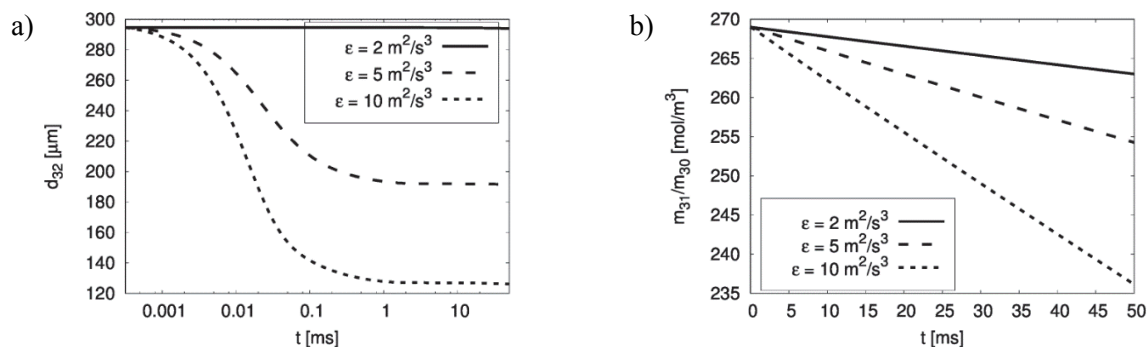 a)
300
280
260
240
220
200
180
160
140
120
d₃₂ [μm]
ε = 2 m²/s³
ε = 5 m²/s³
ε = 10 m²/s³
0.001 0.01 0.1 1 10
t [ms]
b)
270
265
260
255
250
245
240
235
m₃₁/m₃₀ [mol/m³]
ε = 2 m²/s³
ε = 5 m²/s³
ε = 10 m²/s³
0 5 10 15 20 25 30 35 40 45 50
t [ms]